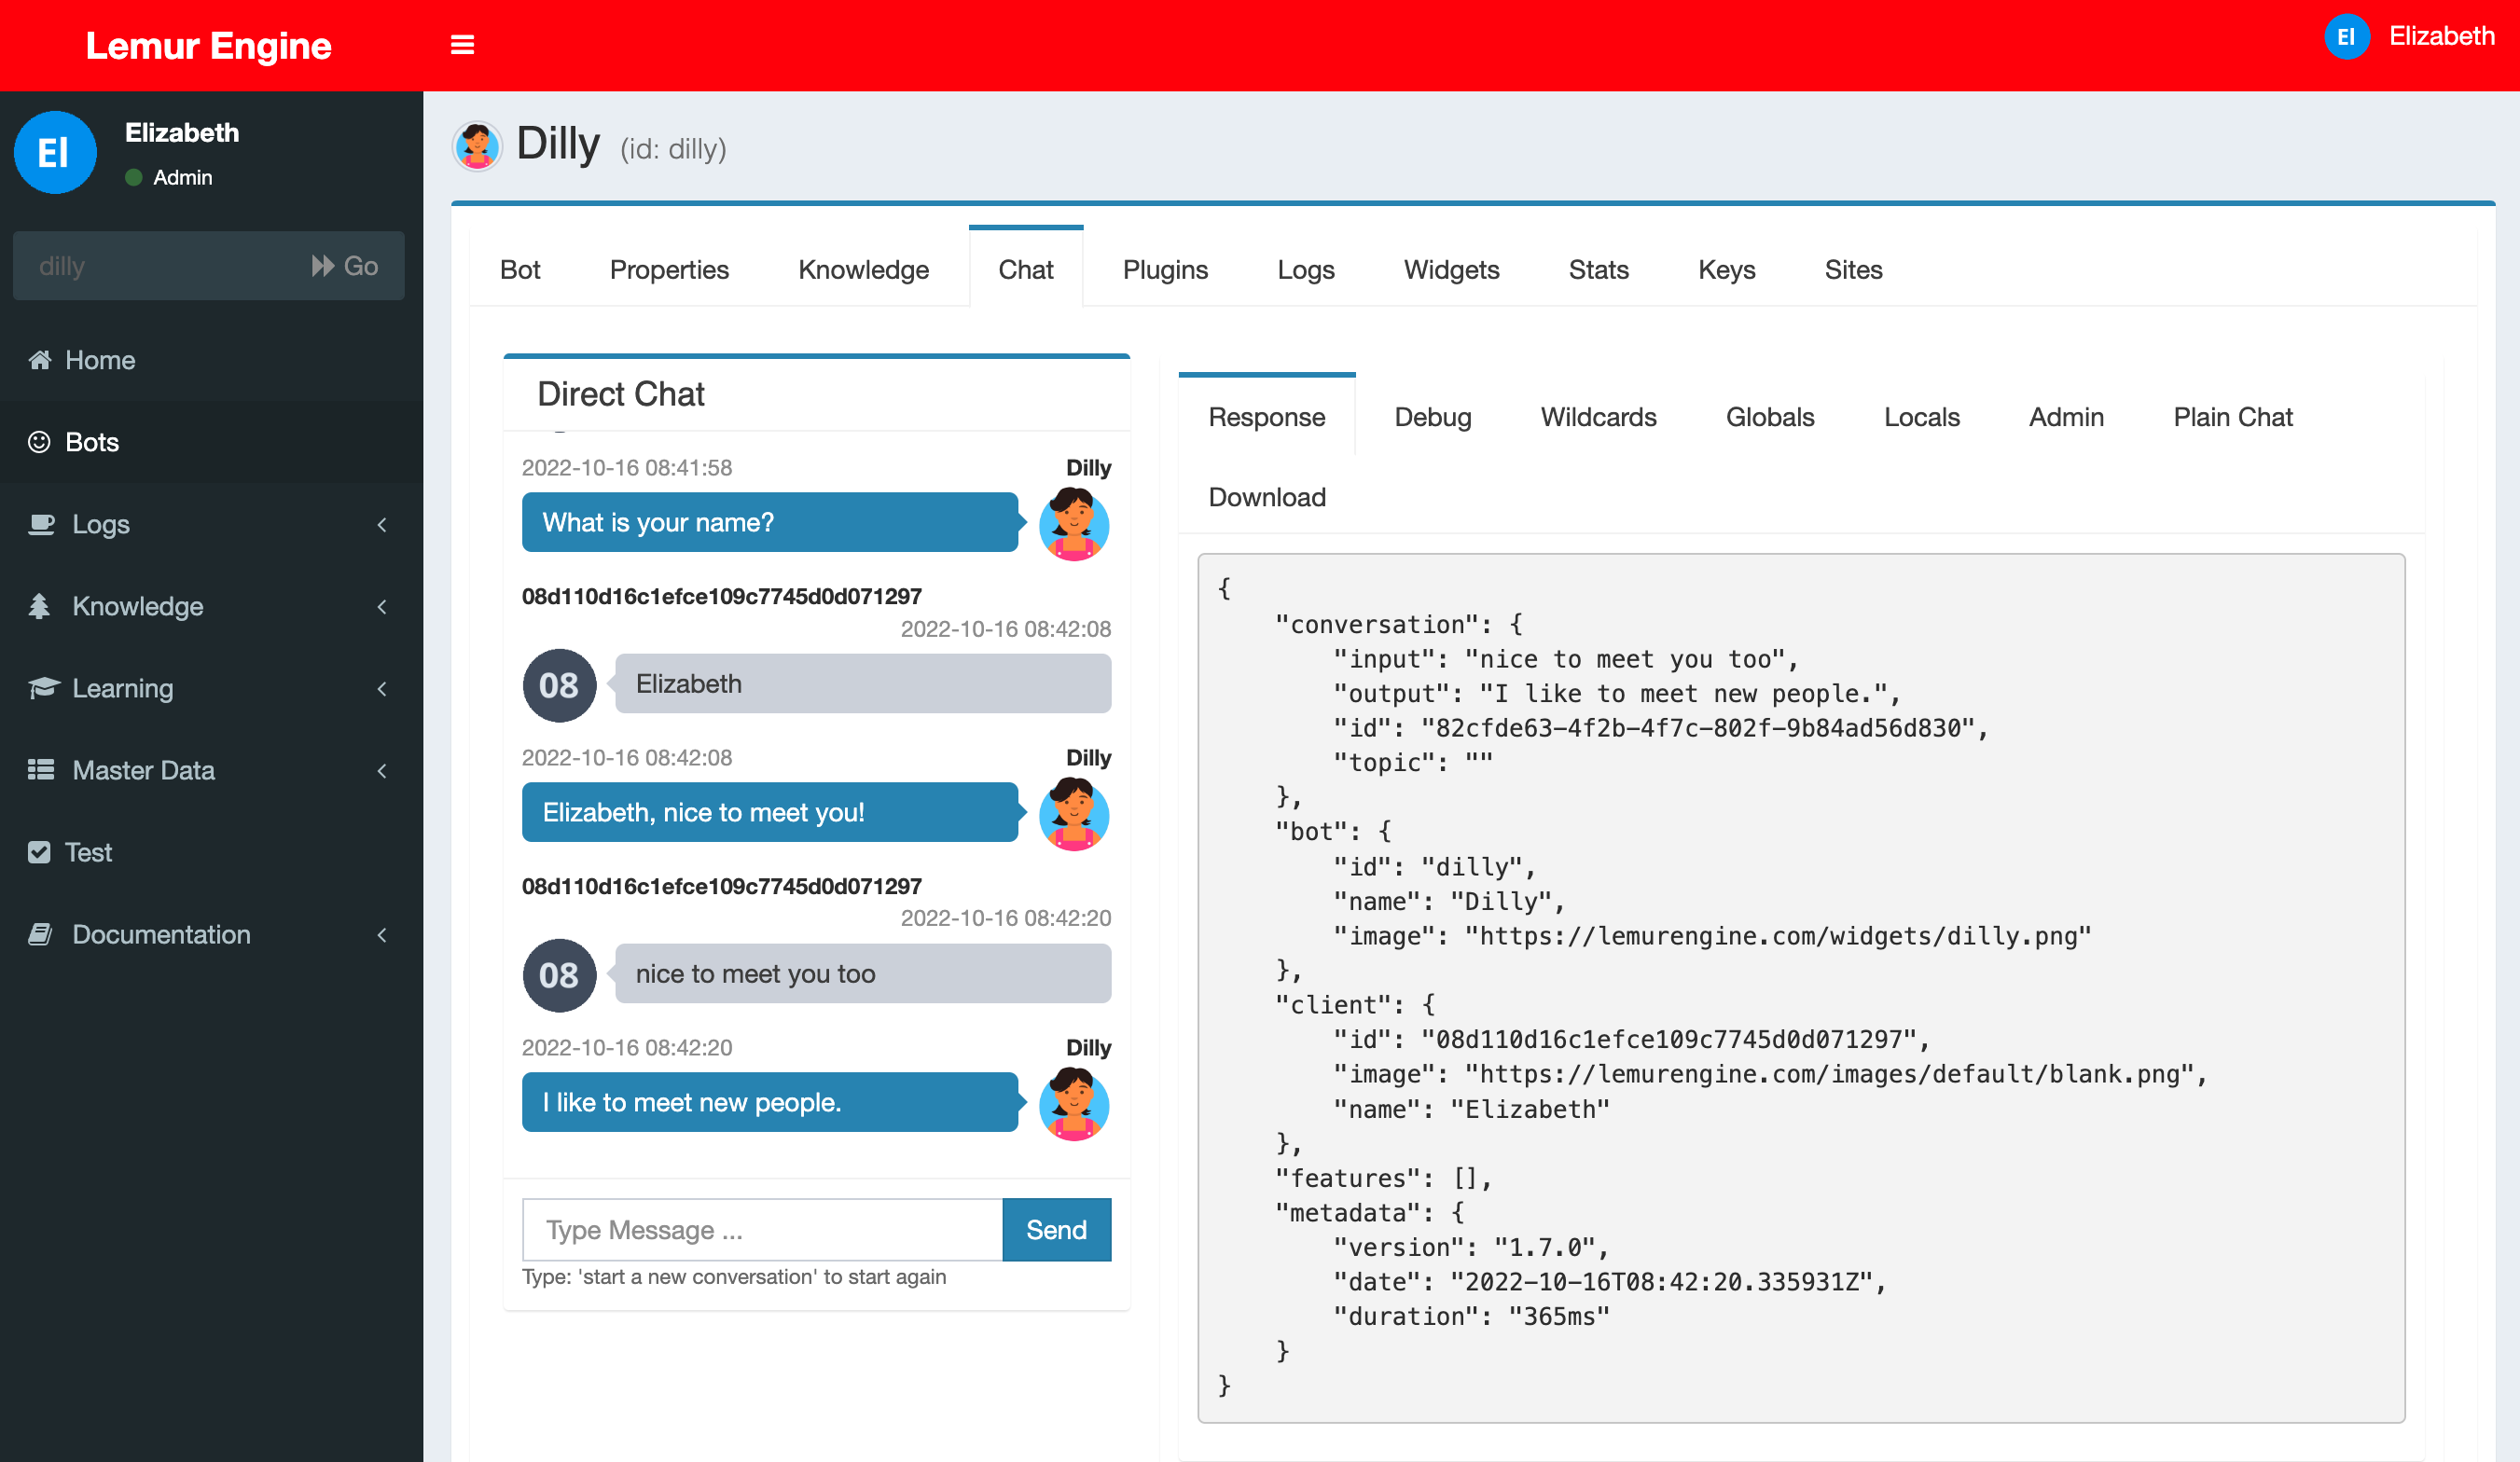 Lemur Engine
El Elizabeth
El
Elizabeth
Admin
dilly
Go
Home
Bots
Logs
Knowledge
Learning
Master Data
Test
Documentation
Dilly (id: dilly)
Bot Properties Knowledge Chat Plugins Logs Widgets Stats Keys Sites
Direct Chat
2022-10-16 08:41:58 Dilly
What is your name?
08d110d16c1efce109c7745d0d071297
2022-10-16 08:42:08
08 Elizabeth
2022-10-16 08:42:08 Dilly
Elizabeth, nice to meet you!
08d110d16c1efce109c7745d0d071297
2022-10-16 08:42:20
08 nice to meet you too
2022-10-16 08:42:20 Dilly
I like to meet new people.
Type Message ... Send
Type: 'start a new conversation' to start again
Response Debug Wildcards Globals Locals Admin Plain Chat
Download
{
    "conversation": {
        "input": "nice to meet you too",
        "output": "I like to meet new people.",
        "id": "82cfde63-4f2b-4f7c-802f-9b84ad56d830",
        "topic": ""
    },
    "bot": {
        "id": "dilly",
        "name": "Dilly",
        "image": "https://lemurengine.com/widgets/dilly.png"
    },
    "client": {
        "id": "08d110d16c1efce109c7745d0d071297",
        "image": "https://lemurengine.com/images/default/blank.png",
        "name": "Elizabeth"
    },
    "features": [],
    "metadata": {
        "version": "1.7.0",
        "date": "2022-10-16T08:42:20.335931Z",
        "duration": "365ms"
    }
}